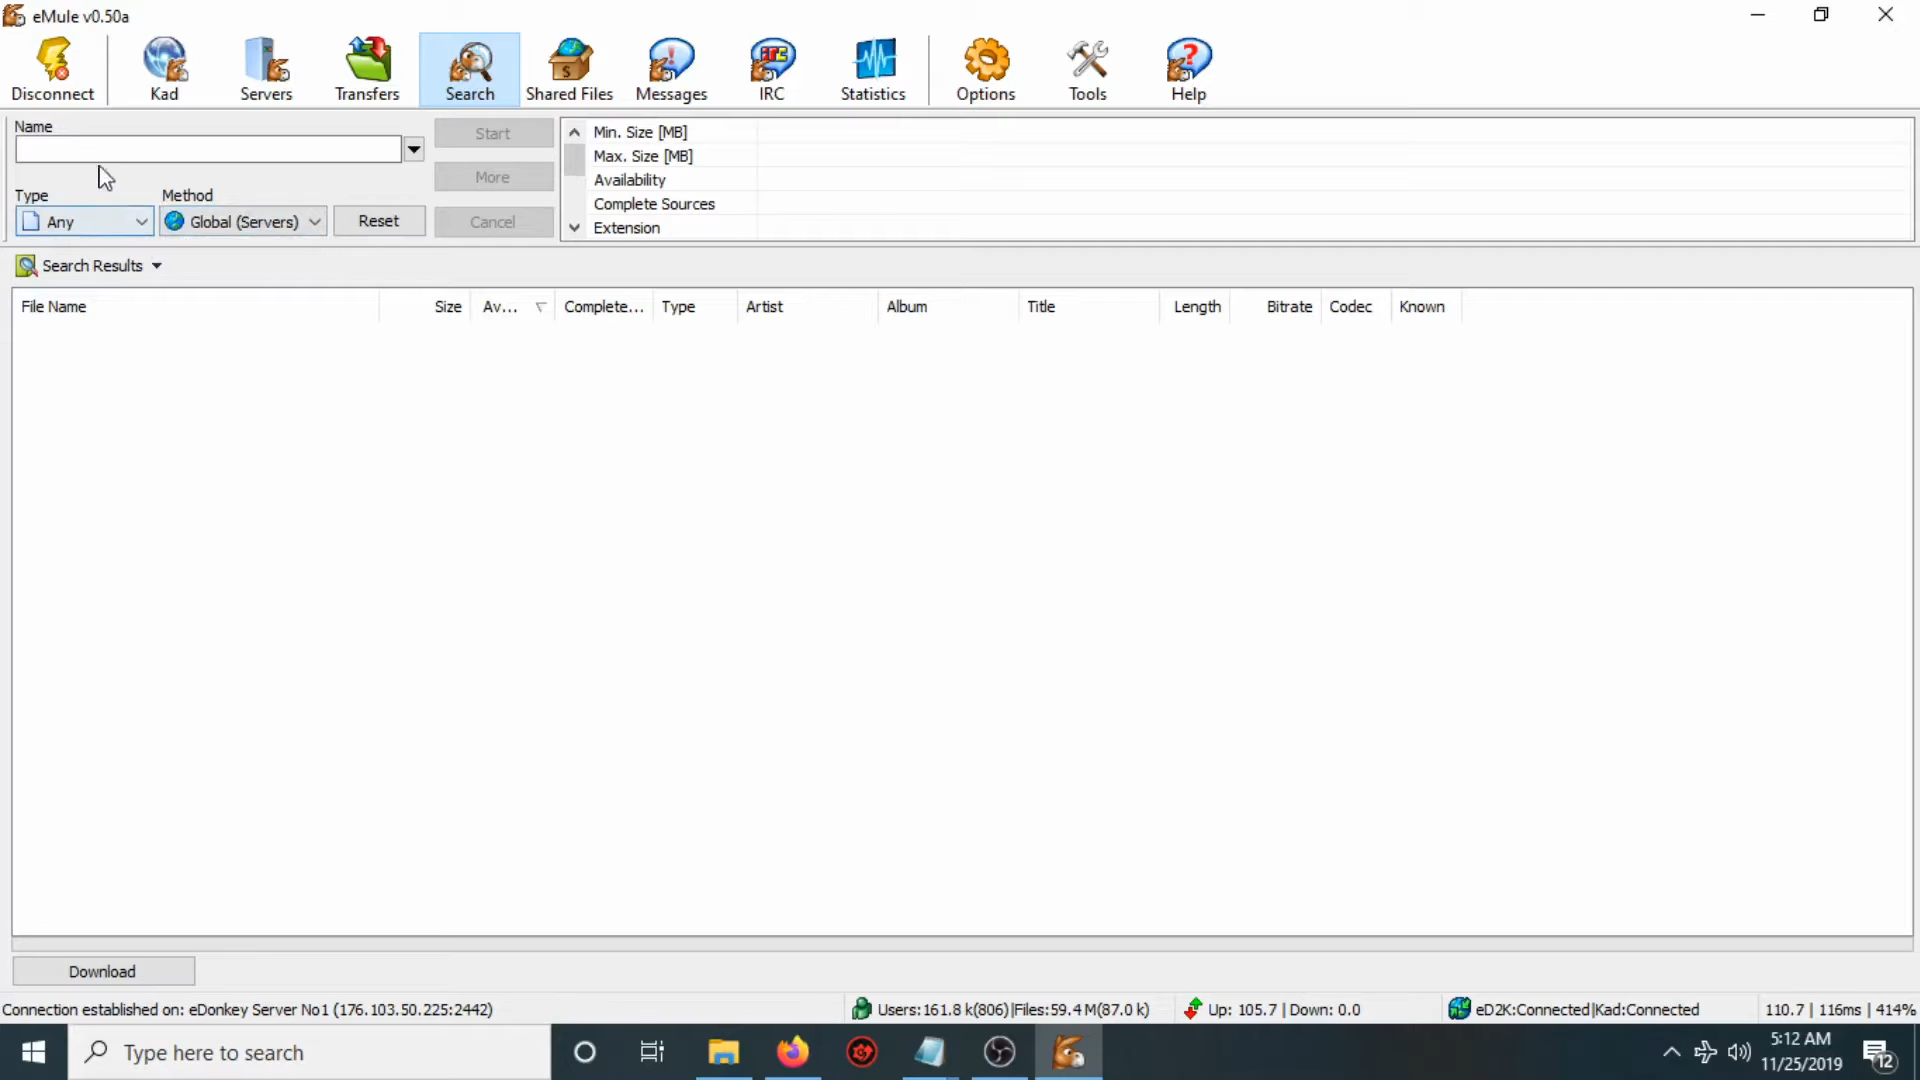 eMule v0.50a
Disconnect Kad Servers Transfers Search Shared Files Messages IRC Statistics Options Tools Help
Name
Start
More
Cancel
Type Method
Any Global (Servers) Reset
Min. Size [MB]
Max. Size [MB]
Availability
Complete Sources
Extension
Search Results
File Name Size Av... Complete... Type Artist Album Title Length Bitrate Codec Known
Download
Connection established on: eDonkey Server No1 (176.103.50.225:2442) Users:161.8 k(806)|Files:59.4 M(87.0 k) Up: 105.7 | Down: 0.0 eD2K:Connected|Kad:Connected 110.7 | 116ms | 414%
Type here to search
5:12 AM
11/25/2019
12